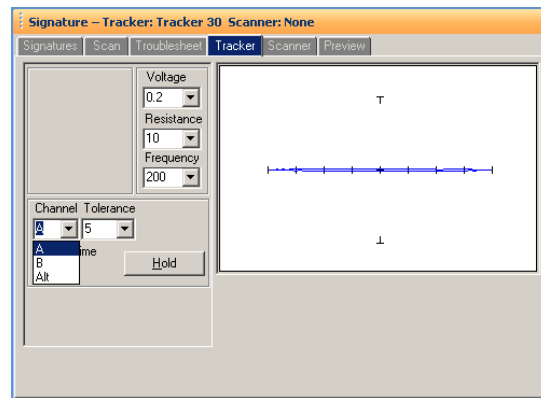 Signature – Tracker: Tracker 30 Scanner: None
Signatures Scan Troublesheet Tracker Scanner Preview
Voltage
0.2
Resistance
10
Frequency
200
Channel Tolerance
A 5
A
B
Alt
ime
Hold